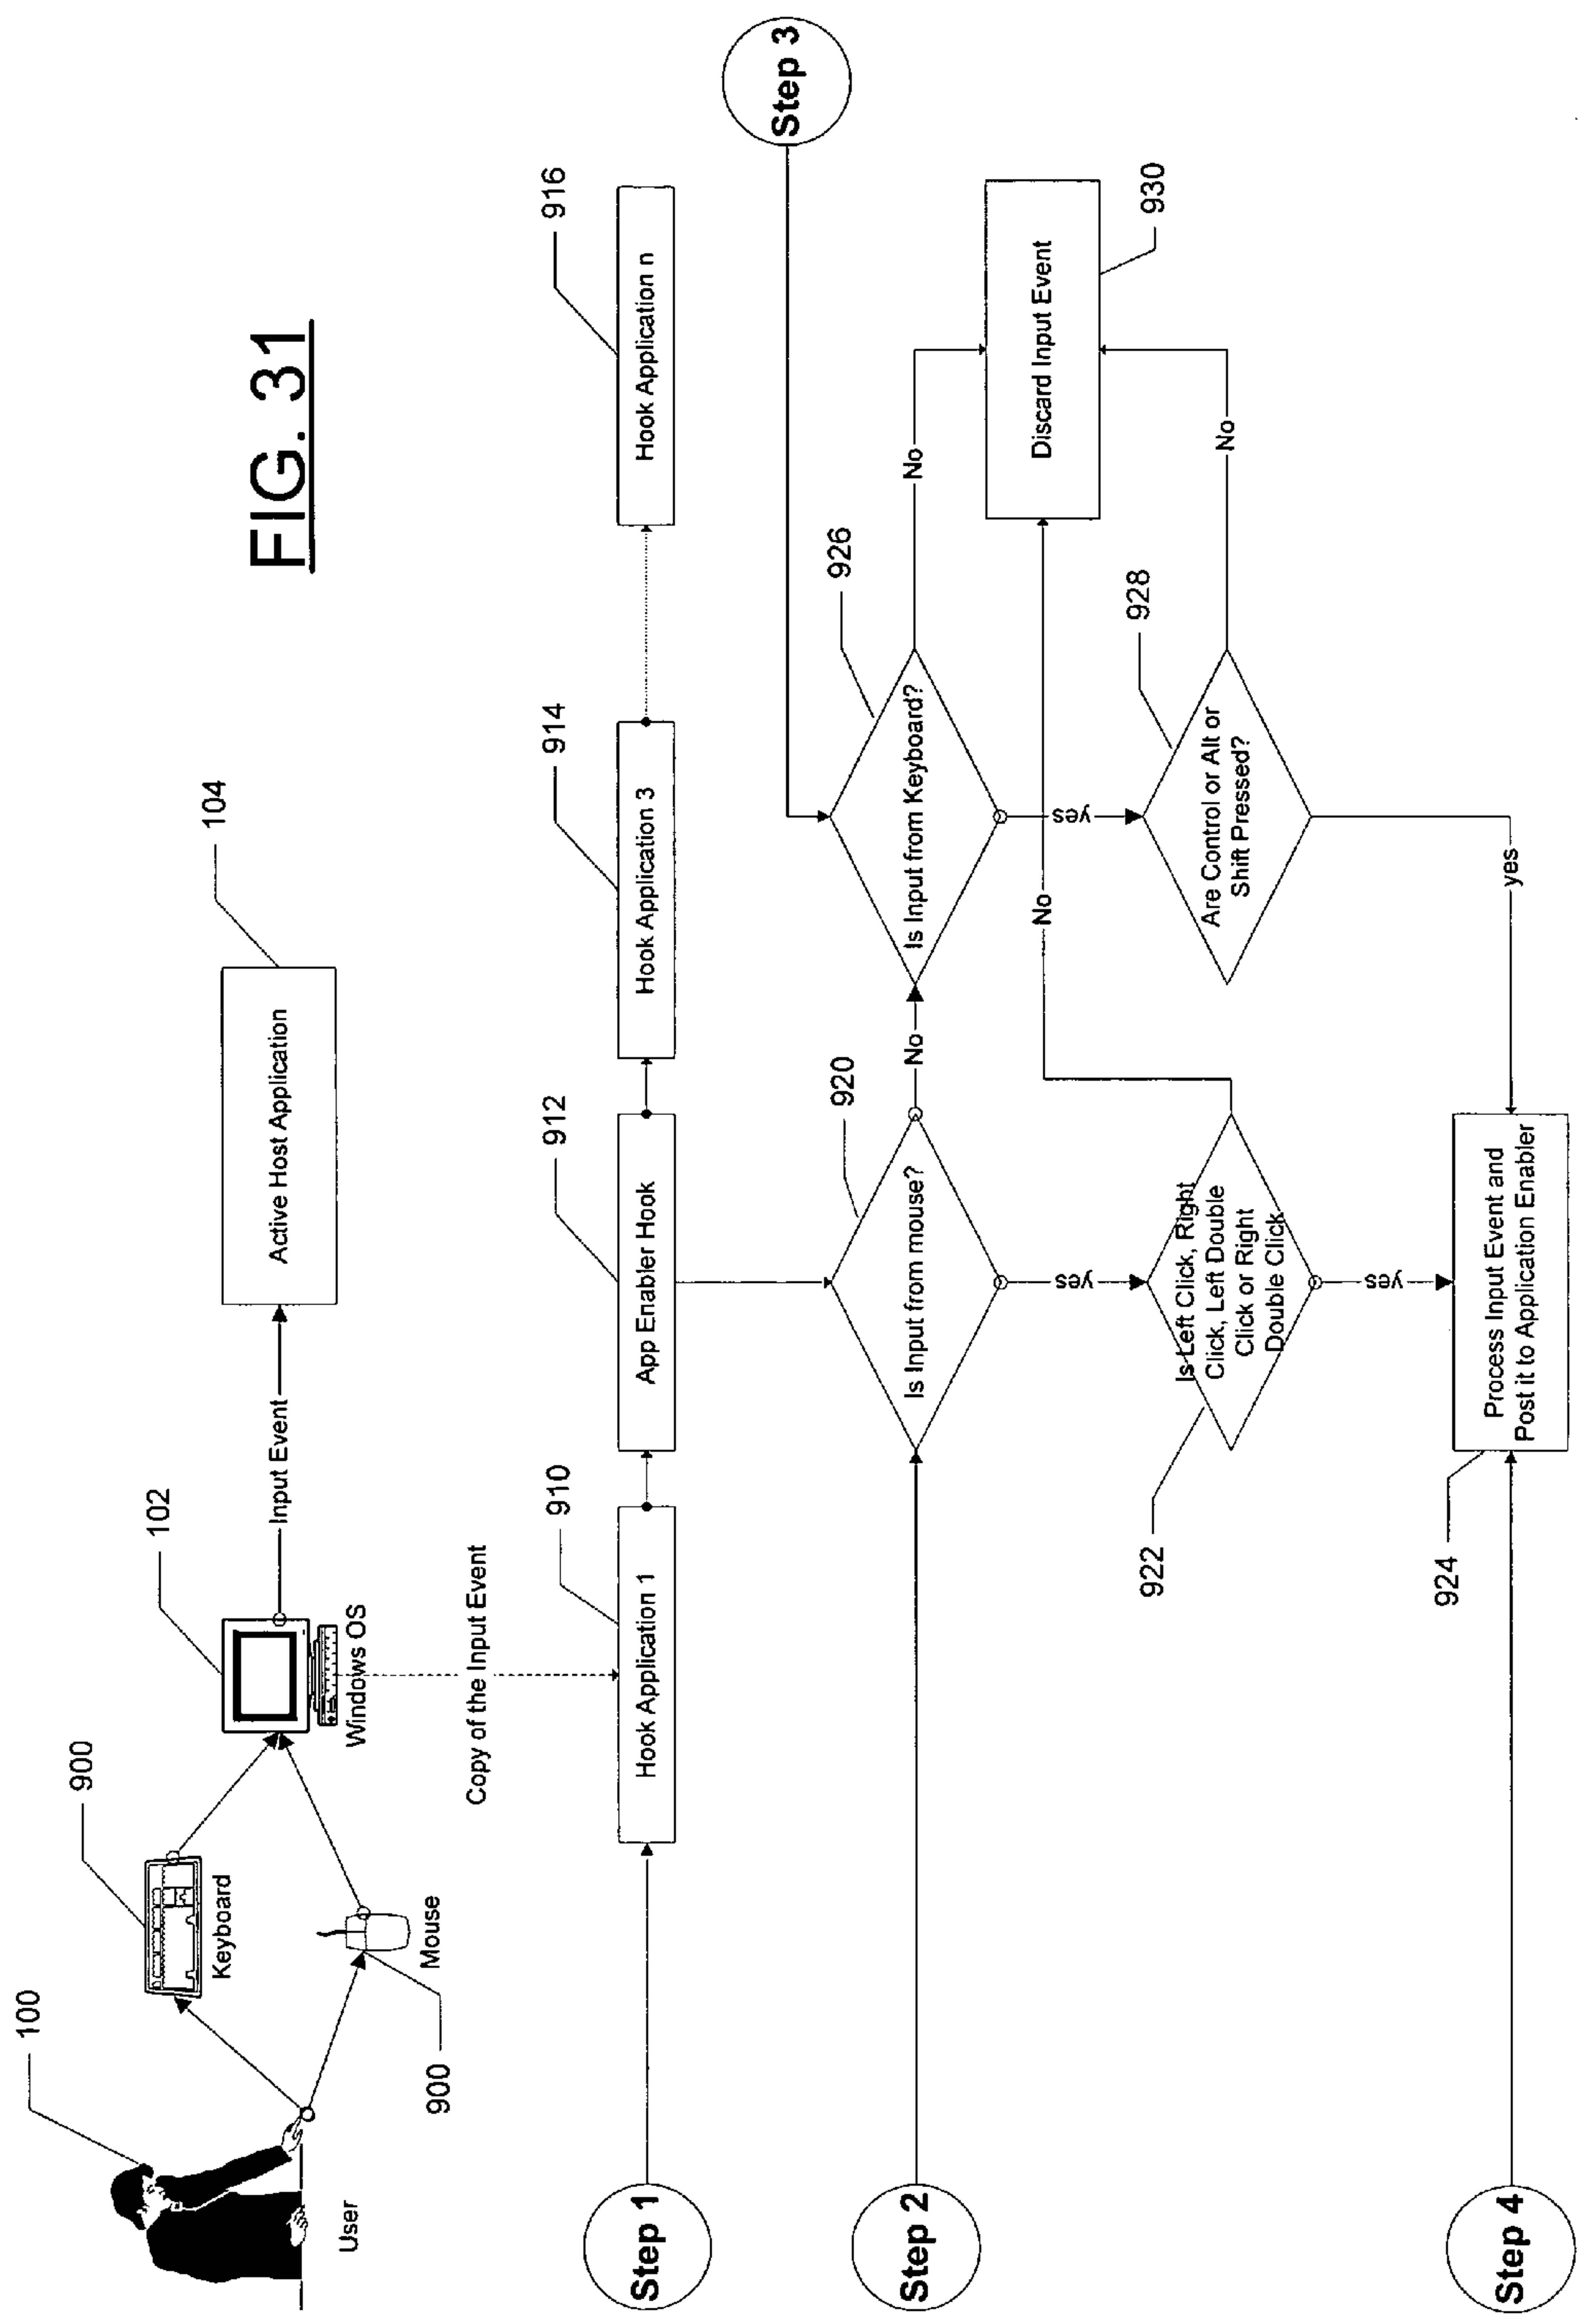 FIG. 31
100
900
Keyboard
102
104
Active Host Application
Input Event
Windows OS
User
Mouse
900
Copy of the Input Event
910
912
914
916
Step 1
Hook Application 1
App Enabler Hook
Hook Application 3
Hook Application n
Step 3
920
926
Step 2
Is Input from mouse?
No
Is Input from Keyboard?
No
yes
yes
No
Discard Input Event
930
922
Is Left Click, Right
Click, Left Double
Click or Right
Double Click
928
Are Control or Alt or
Shift Pressed?
No
yes
yes
924
Step 4
Process Input Event and
Post it to Application Enabler